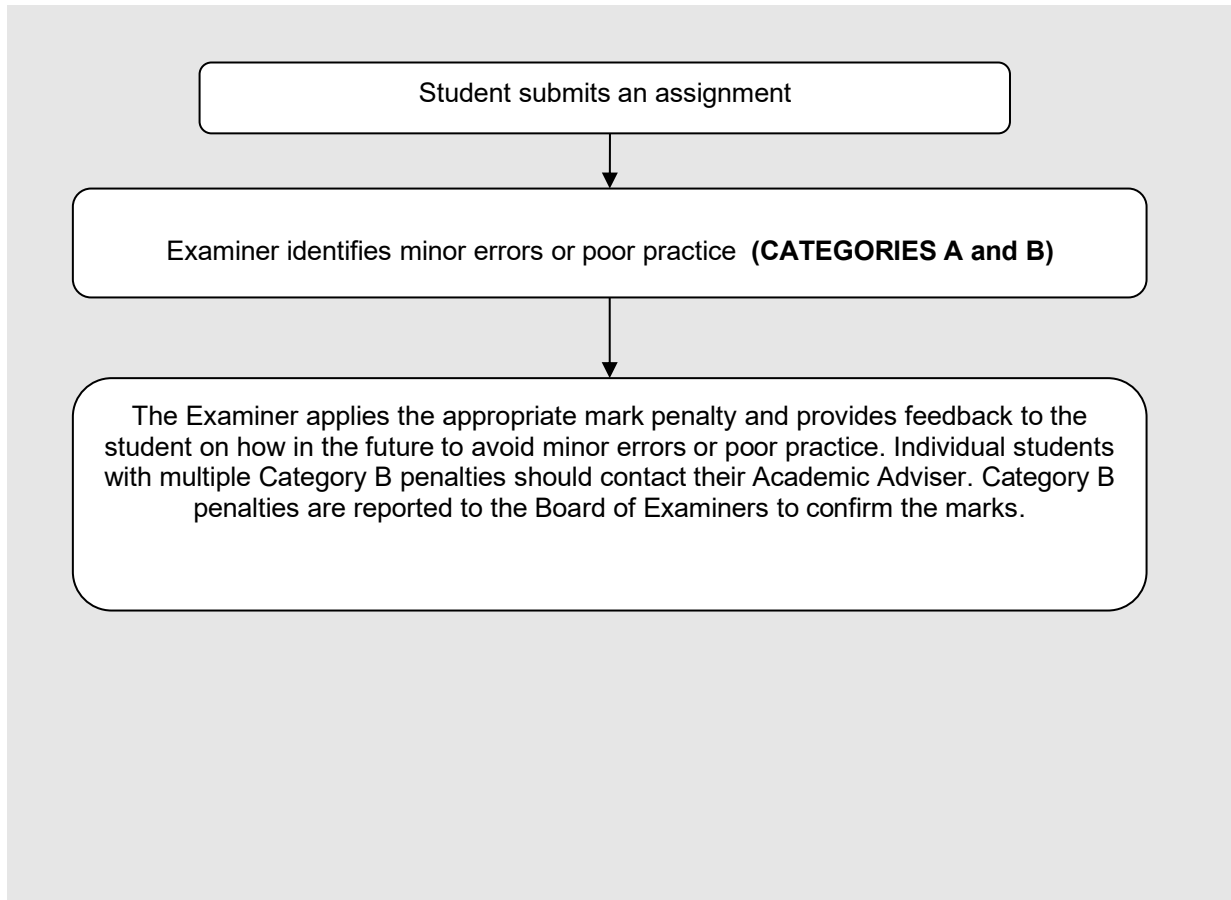 Student submits an assignment
Examiner identifies minor errors or poor practice (CATEGORIES A and B)
The Examiner applies the appropriate mark penalty and provides feedback to the
student on how in the future to avoid minor errors or poor practice. Individual students
with multiple Category B penalties should contact their Academic Adviser. Category B
penalties are reported to the Board of Examiners to confirm the marks.